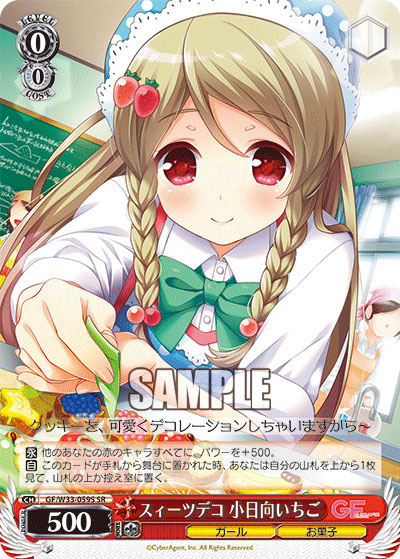 LEVEL
0
0
COST
SAMPLE
クッキーを、可愛くデコレーションしちゃいますから～
永 他のあなたの赤のキャラすべてに、パワーを＋500。
自 このカードが手札から舞台に置かれた時、あなたは自分の山札を上から1枚
見て、山札の上か控え室に置く。
CH GF/W33-059S SR
500
スィーツデコ 小日向いちご
GF
ガール
お菓子
©CyberAgent, Inc. All Rights Reserved.